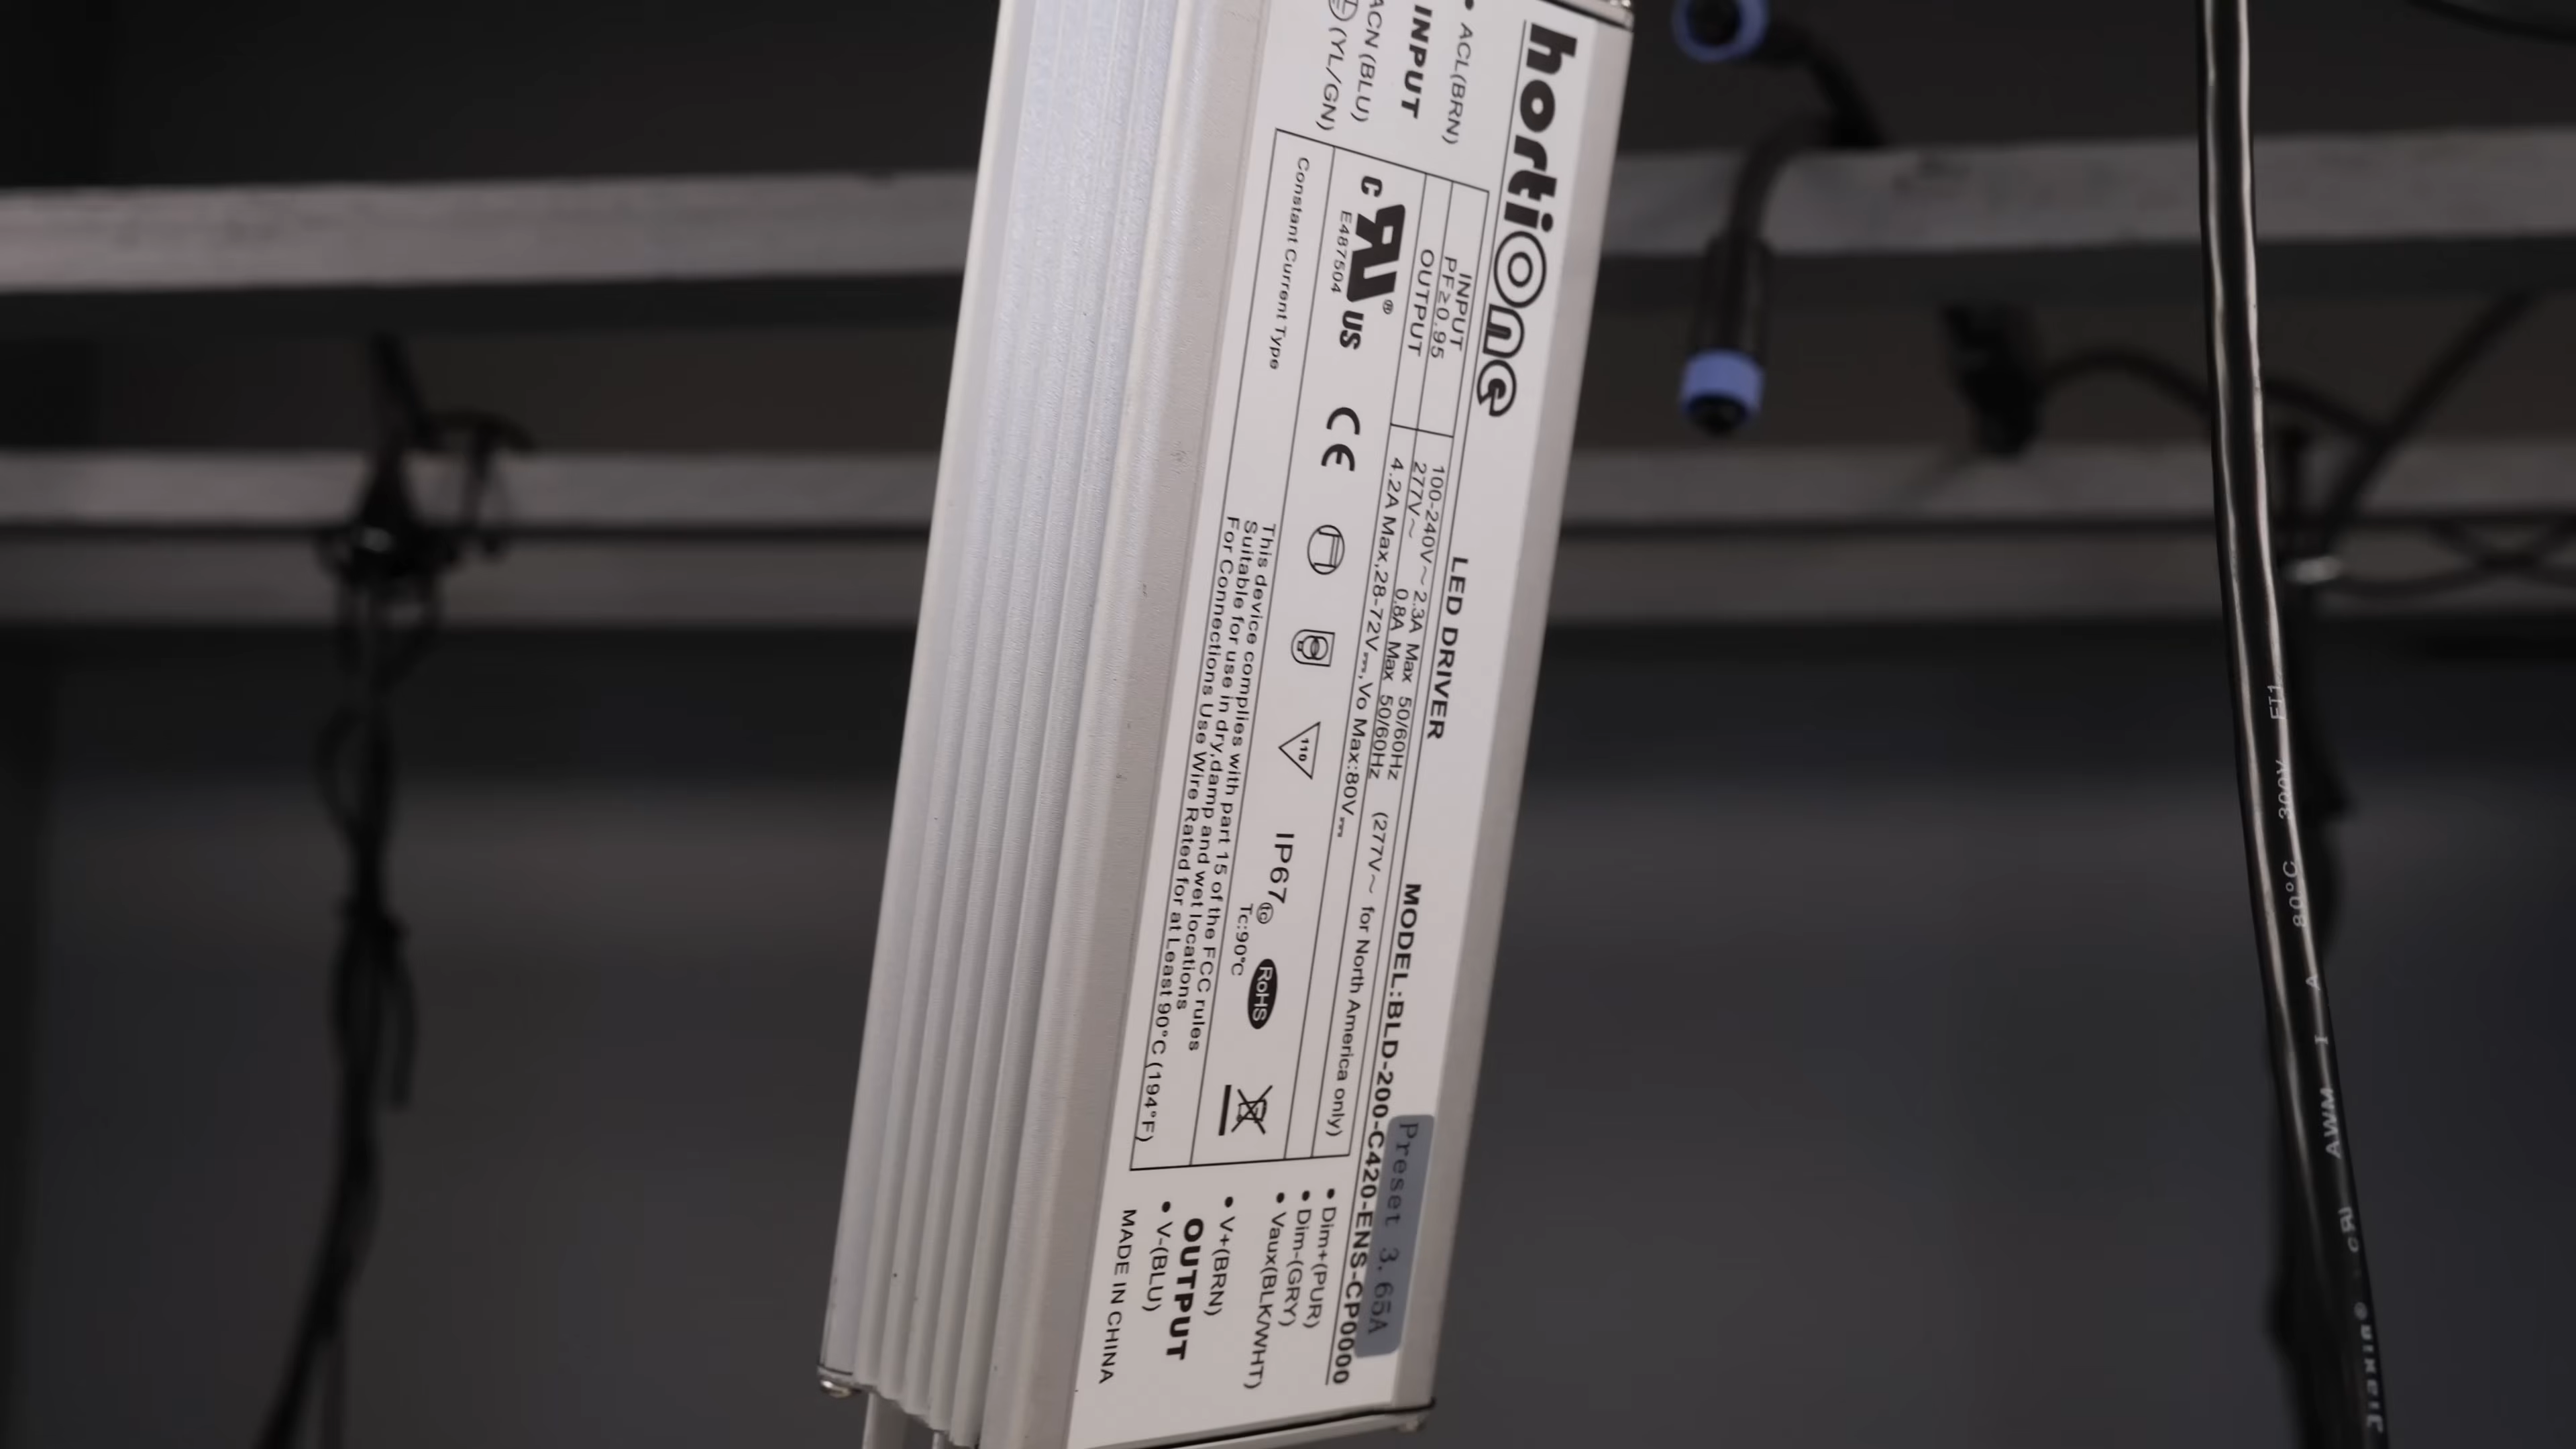 hortiOne
LED DRIVER
MODEL:BLD-200-C420-ENS-CP0000
Preset 3.65A
• ACL(BRN)
INPUT
ACN(BLU)
(YL/GN)
INPUT
100-240V~ 2.3A Max 50/60Hz
PF≥0.95
277V~ 0.8A Max 50/60Hz (277V~ for North America only)
OUTPUT
4.2A Max,28-72V⎓,Vo Max:80V⎓
c RU ® US
E487504
CE
110
IP67
tc
Tc:90°C
RoHS
Constant Current Type
This device complies with part 15 of the FCC rules
Suitable for use in dry,damp and wet locations
For Connections Use Wire Rated for at Least 90°C (194°F)
• Dim+(PUR)
• Dim-(GRY)
• Vaux(BLK/WHT)
• V+(BRN)
OUTPUT
• V-(BLU)
MADE IN CHINA
300V 80°C A I AWM